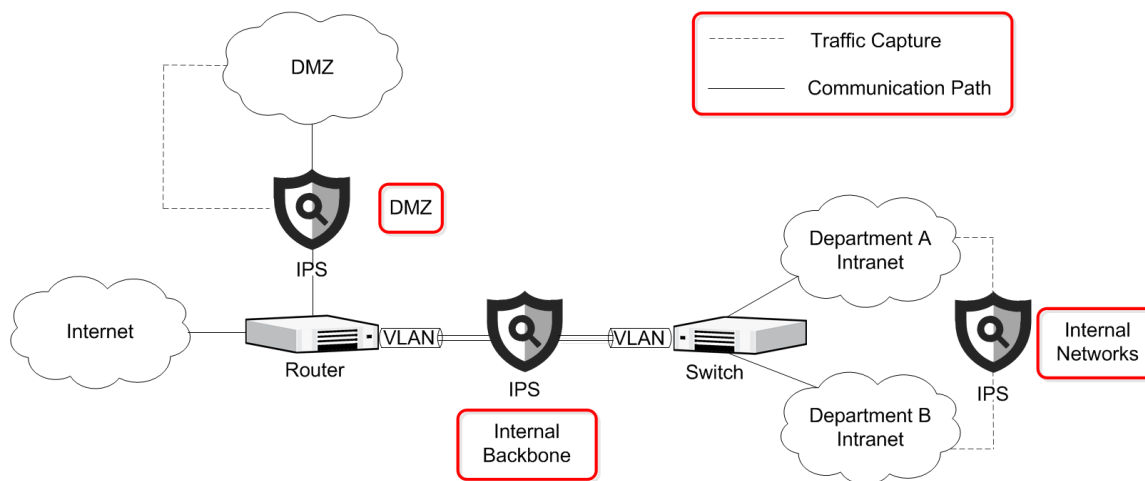 DMZ
Traffic Capture
Communication Path
DMZ
IPS
Department A
Intranet
Internet
VLAN
VLAN
Router
IPS
Switch
Internal
Networks
IPS
Internal
Backbone
Department B
Intranet